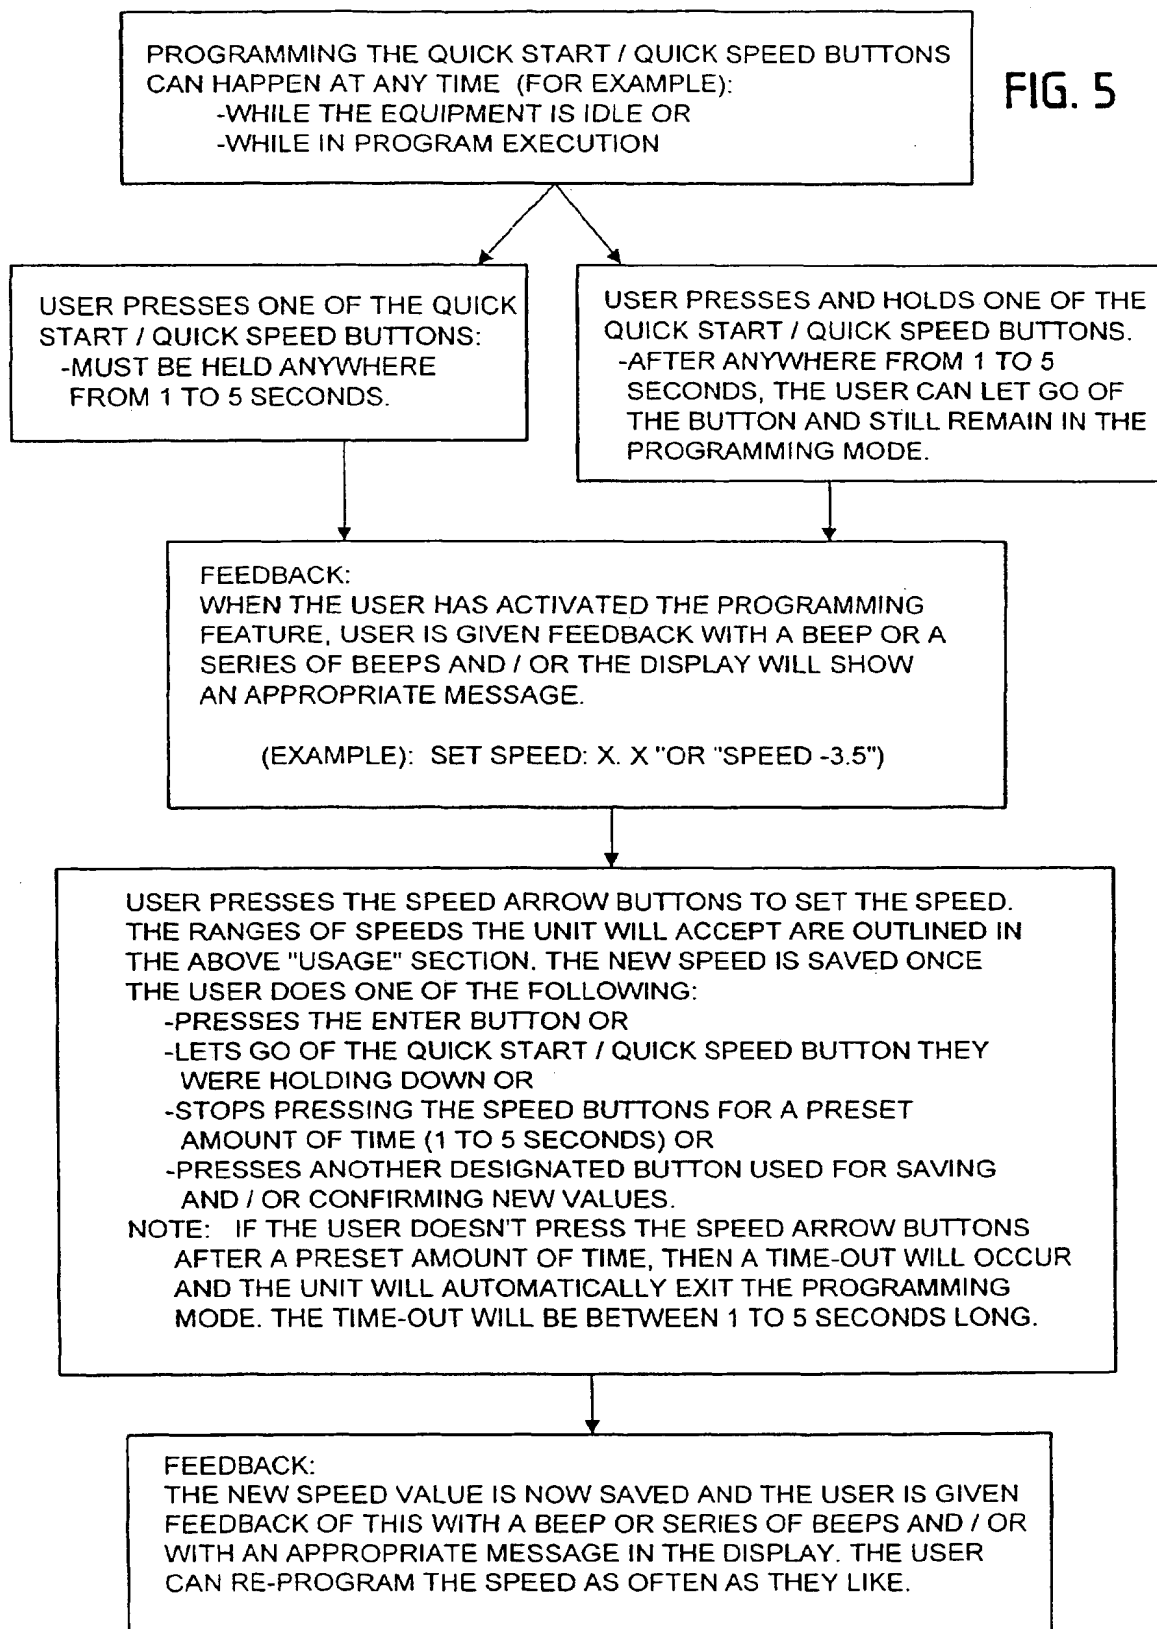 PROGRAMMING THE QUICK START / QUICK SPEED BUTTONS
CAN HAPPEN AT ANY TIME (FOR EXAMPLE):
-WHILE THE EQUIPMENT IS IDLE OR
-WHILE IN PROGRAM EXECUTION
FIG. 5
USER PRESSES ONE OF THE QUICK
START / QUICK SPEED BUTTONS:
-MUST BE HELD ANYWHERE
FROM 1 TO 5 SECONDS.
USER PRESSES AND HOLDS ONE OF THE
QUICK START / QUICK SPEED BUTTONS.
-AFTER ANYWHERE FROM 1 TO 5
SECONDS, THE USER CAN LET GO OF
THE BUTTON AND STILL REMAIN IN THE
PROGRAMMING MODE.
FEEDBACK:
WHEN THE USER HAS ACTIVATED THE PROGRAMMING
FEATURE, USER IS GIVEN FEEDBACK WITH A BEEP OR A
SERIES OF BEEPS AND / OR THE DISPLAY WILL SHOW
AN APPROPRIATE MESSAGE.
(EXAMPLE): SET SPEED: X. X "OR "SPEED -3.5")
USER PRESSES THE SPEED ARROW BUTTONS TO SET THE SPEED.
THE RANGES OF SPEEDS THE UNIT WILL ACCEPT ARE OUTLINED IN
THE ABOVE "USAGE" SECTION. THE NEW SPEED IS SAVED ONCE
THE USER DOES ONE OF THE FOLLOWING:
-PRESSES THE ENTER BUTTON OR
-LETS GO OF THE QUICK START / QUICK SPEED BUTTON THEY
WERE HOLDING DOWN OR
-STOPS PRESSING THE SPEED BUTTONS FOR A PRESET
AMOUNT OF TIME (1 TO 5 SECONDS) OR
-PRESSES ANOTHER DESIGNATED BUTTON USED FOR SAVING
AND / OR CONFIRMING NEW VALUES.
NOTE: IF THE USER DOESN'T PRESS THE SPEED ARROW BUTTONS
AFTER A PRESET AMOUNT OF TIME, THEN A TIME-OUT WILL OCCUR
AND THE UNIT WILL AUTOMATICALLY EXIT THE PROGRAMMING
MODE. THE TIME-OUT WILL BE BETWEEN 1 TO 5 SECONDS LONG.
FEEDBACK:
THE NEW SPEED VALUE IS NOW SAVED AND THE USER IS GIVEN
FEEDBACK OF THIS WITH A BEEP OR SERIES OF BEEPS AND / OR
WITH AN APPROPRIATE MESSAGE IN THE DISPLAY. THE USER
CAN RE-PROGRAM THE SPEED AS OFTEN AS THEY LIKE.